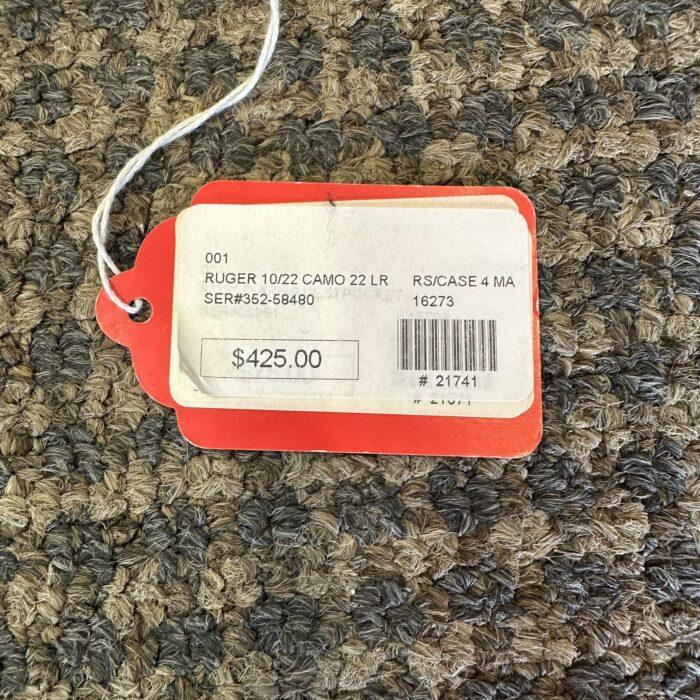 001
RUGER 10/22 CAMO 22 LR RS/CASE 4 MA
SER#352-58480 16273
$425.00
# 21741